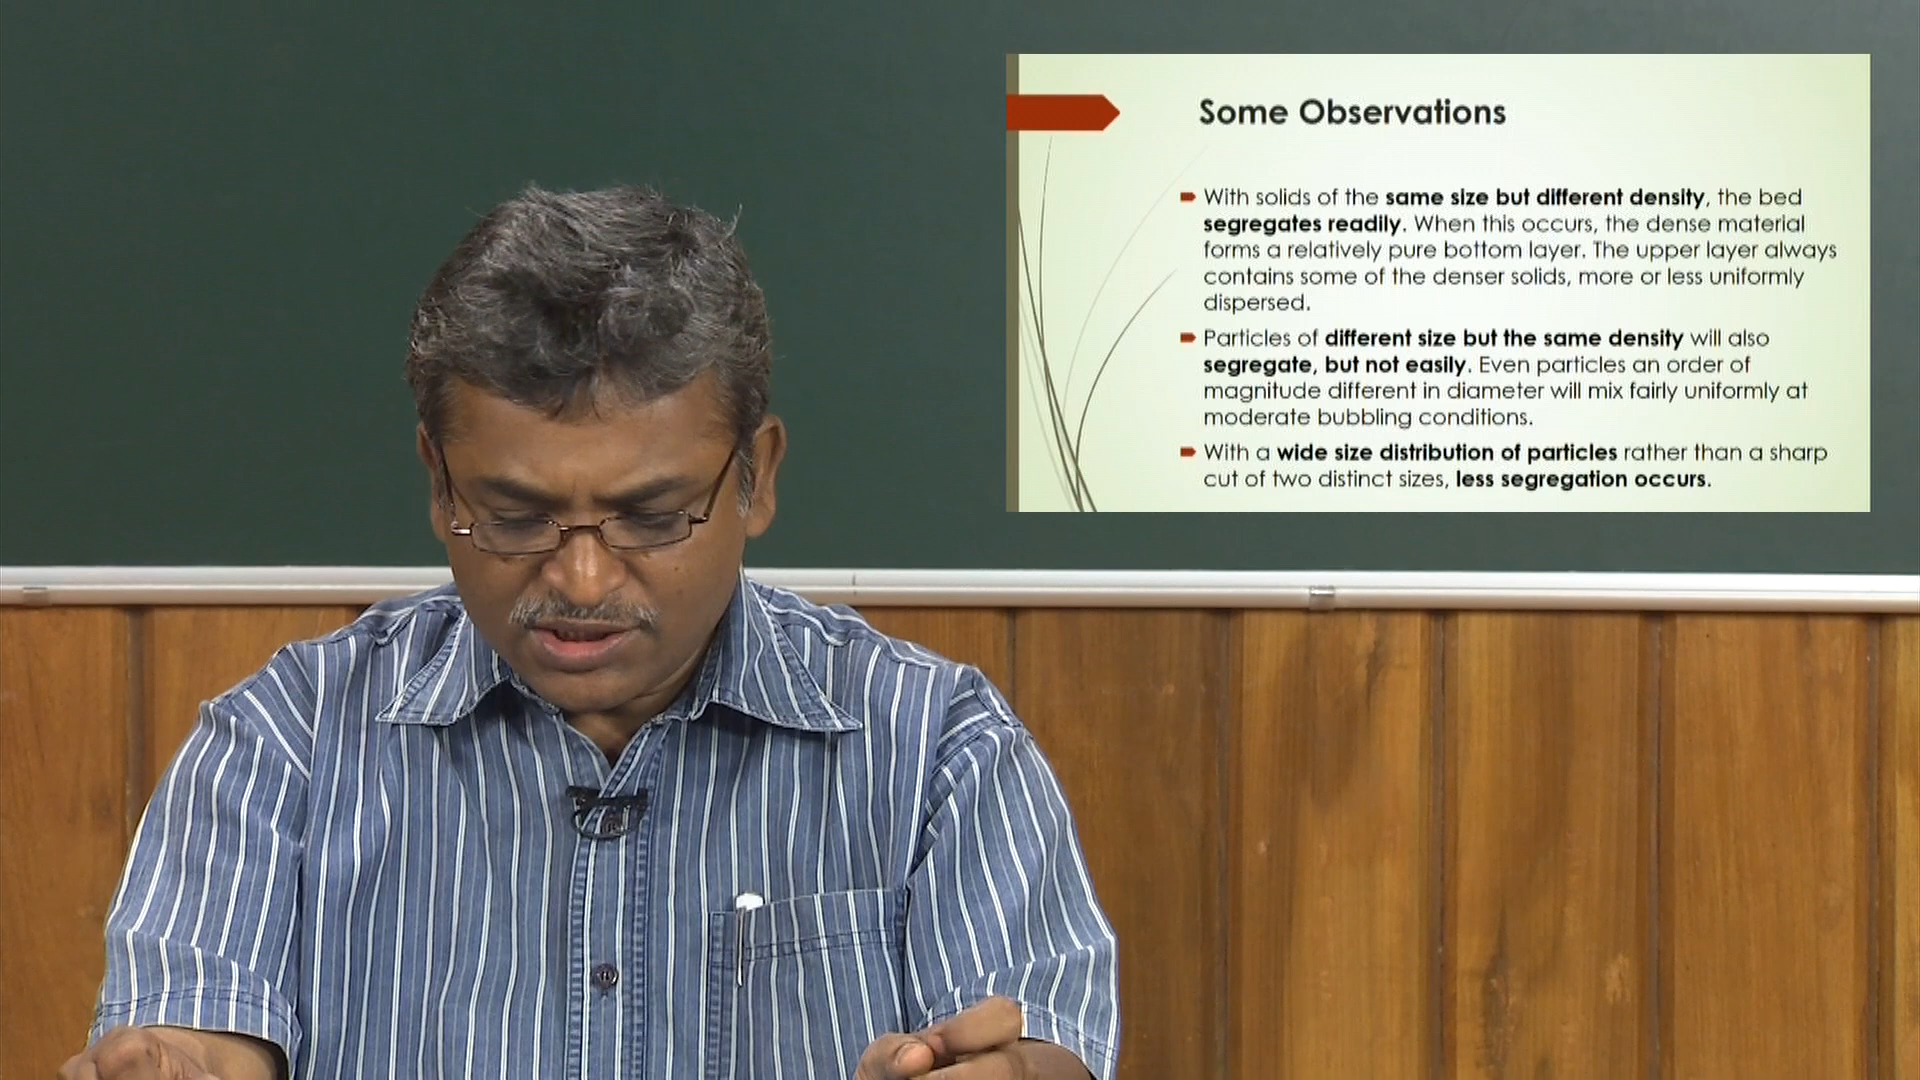 Some Observations
With solids of the same size but different density, the bed
segregates readily. When this occurs, the dense material
forms a relatively pure bottom layer. The upper layer always
contains some of the denser solids, more or less uniformly
dispersed.
Particles of different size but the same density will also
segregate, but not easily. Even particles an order of
magnitude different in diameter will mix fairly uniformly at
moderate bubbling conditions.
With a wide size distribution of particles rather than a sharp
cut of two distinct sizes, less segregation occurs.